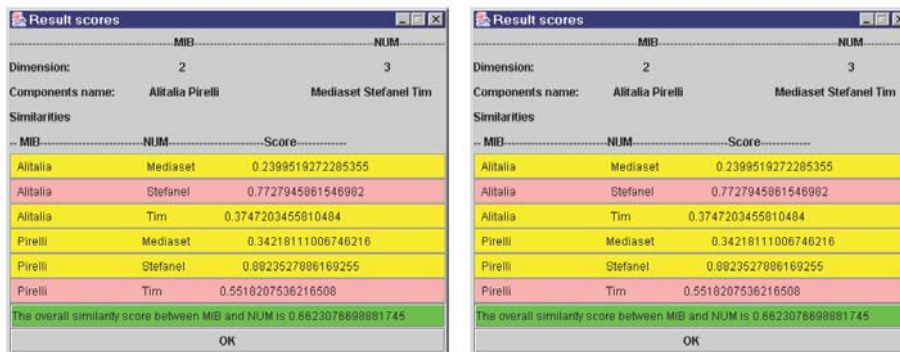 Result scores
MIB NUM
Dimension: 2 3
Components name: Alitalia Pirelli Mediaset Stefanel Tim
Similarities
-- MIB NUM Score
Alitalia Mediaset 0.2399519272285355
Alitalia Stefanel 0.7727945861546982
Alitalia Tim 0.3747203455810484
Pirelli Mediaset 0.34218111006746216
Pirelli Stefanel 0.8823527886169255
Pirelli Tim 0.5518207536216508
The overall similarity score between MIB and NUM is 0.6623076698881745
OK
Result scores
MIB NUM
Dimension: 2 3
Components name: Alitalia Pirelli Mediaset Stefanel Tim
Similarities
-- MIB NUM Score
Alitalia Mediaset 0.2399519272285355
Alitalia Stefanel 0.7727945861546982
Alitalia Tim 0.3747203455810484
Pirelli Mediaset 0.34218111006746216
Pirelli Stefanel 0.8823527886169255
Pirelli Tim 0.5518207536216508
The overall similarity score between MIB and NUM is 0.6623076698881745
OK